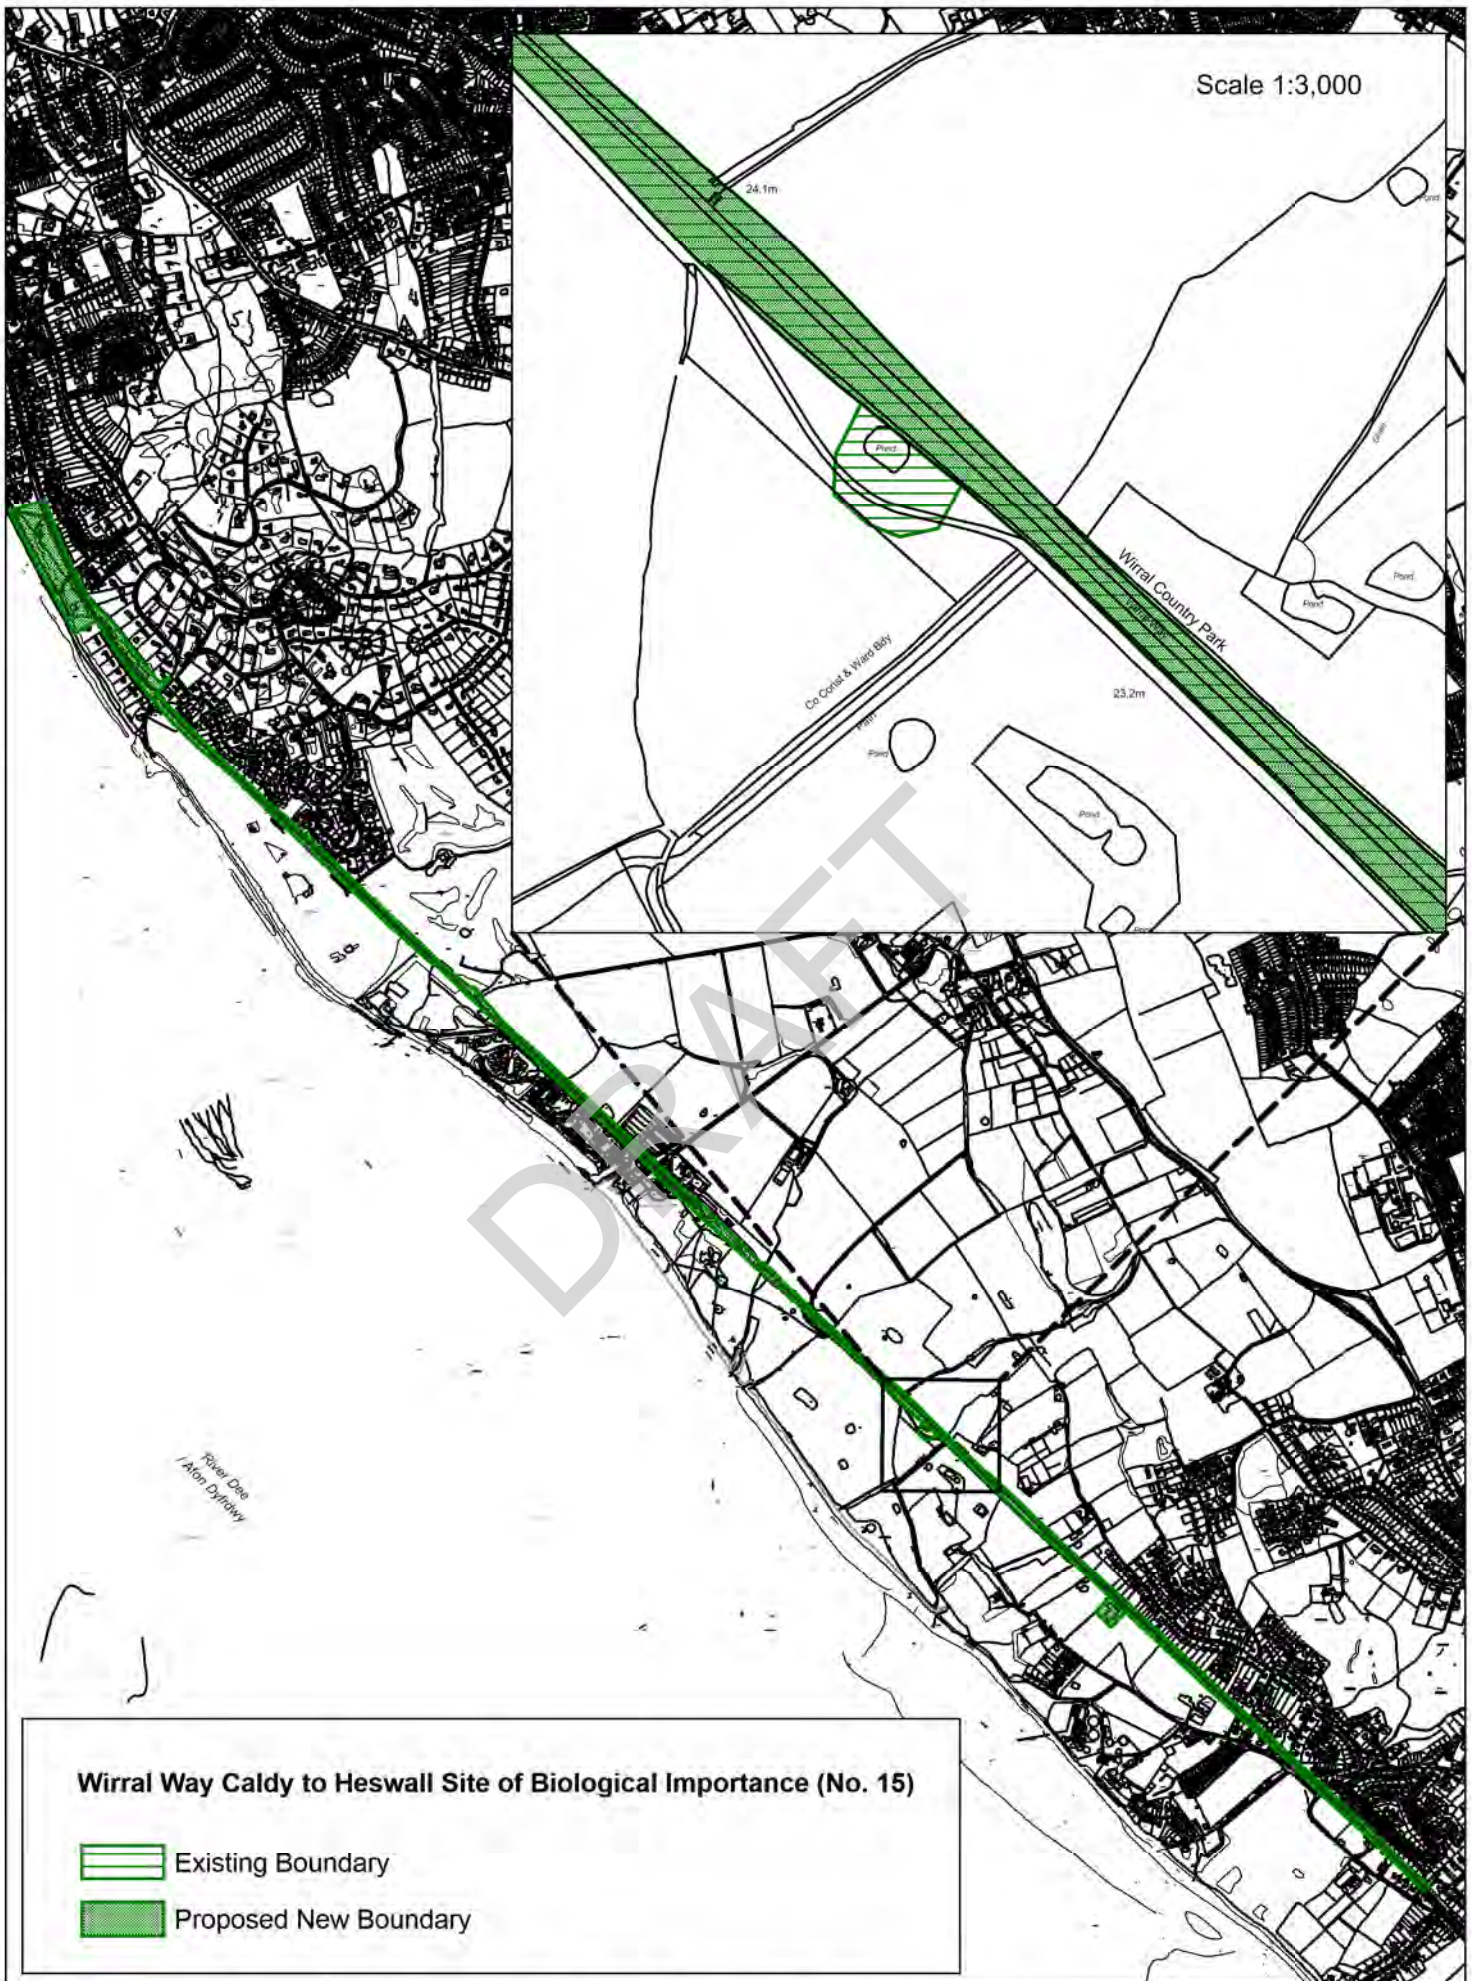 Scale 1:3,000
24.1m
Pond
Pond
Drain
Wirral Country Park
Pond
Pond
Co Const & Ward Bdy
23.2m
Path
Pond
Pond
DRAFT
River Dee
/ Afon Dyfrdwy
Wirral Way Caldy to Heswall Site of Biological Importance (No. 15)
Existing Boundary
Proposed New Boundary